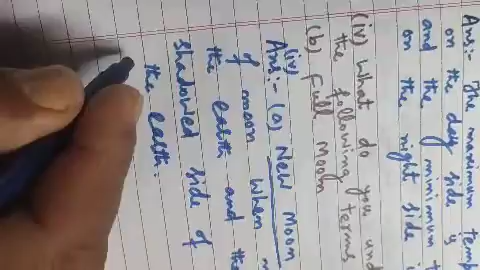 Ans:- The maximum temp
on the day side is
and the minimum t
on the night side i
(iv) What do you und
the following terms
(b) Full Moon
(iv)
Ans:- (a) New Moon
of moon when
the earth and the
shadowed side of
the earth.